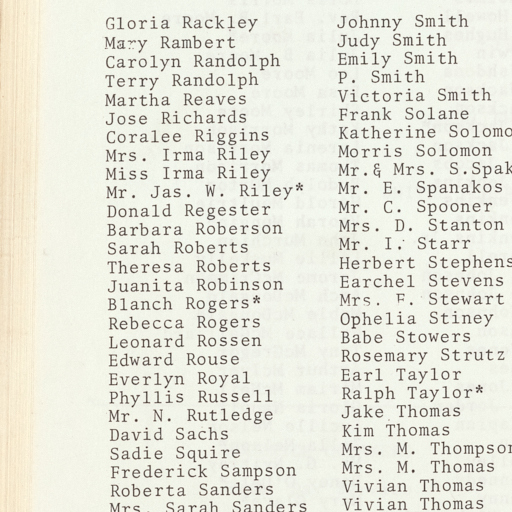 Gloria Rackley
Mary Rambert
Carolyn Randolph
Terry Randolph
Martha Reaves
Jose Richards
Coralee Riggins
Mrs. Irma Riley
Miss Irma Riley
Mr. Jas. W. Riley*
Donald Regester
Barbara Roberson
Sarah Roberts
Theresa Roberts
Juanita Robinson
Blanch Rogers*
Rebecca Rogers
Leonard Rossen
Edward Rouse
Everlyn Royal
Phyllis Russell
Mr. N. Rutledge
David Sachs
Sadie Squire
Frederick Sampson
Roberta Sanders
Mrs. Sarah Sanders
Johnny Smith
Judy Smith
Emily Smith
P. Smith
Victoria Smith
Frank Solane
Katherine Solomo
Morris Solomon
Mr.& Mrs. S.Spak
Mr. E. Spanakos
Mr. C. Spooner
Mrs. D. Stanton
Mr. I. Starr
Herbert Stephens
Earchel Stevens
Mrs. F. Stewart
Ophelia Stiney
Babe Stowers
Rosemary Strutz
Earl Taylor
Ralph Taylor*
Jake Thomas
Kim Thomas
Mrs. M. Thompson
Mrs. M. Thomas
Vivian Thomas
Vivian Thomas